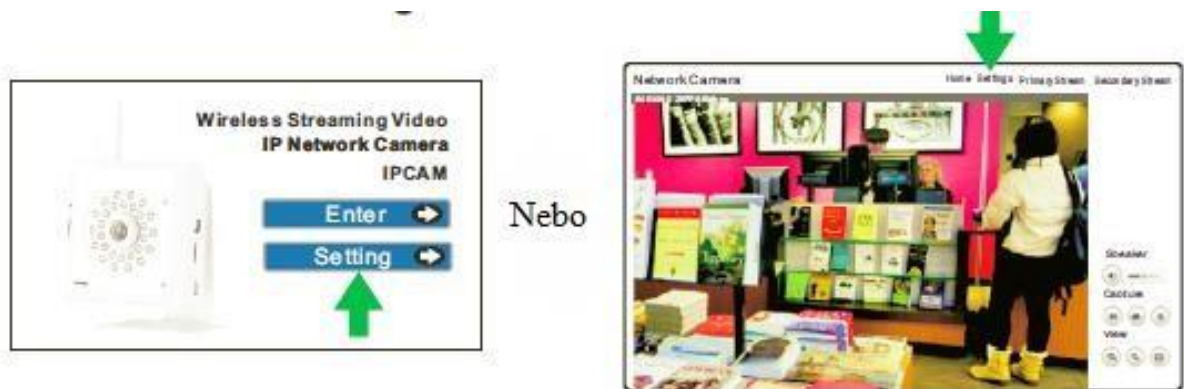 Wireless Streaming Video
IP Network Camera
IPCAM
Enter
Setting
Nebo
Network Camera
Home Settings Primary Stream Secondary Stream
Speaker
Capture
View